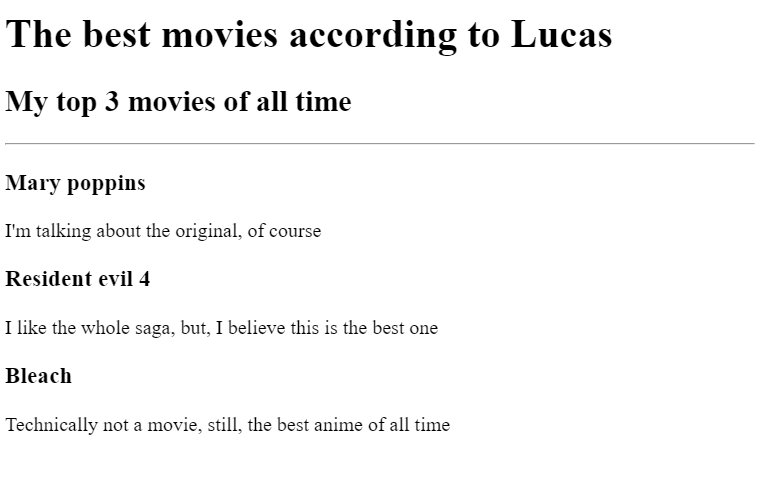 The best movies according to Lucas
My top 3 movies of all time
Mary poppins
I'm talking about the original, of course
Resident evil 4
I like the whole saga, but, I believe this is the best one
Bleach
Technically not a movie, still, the best anime of all time